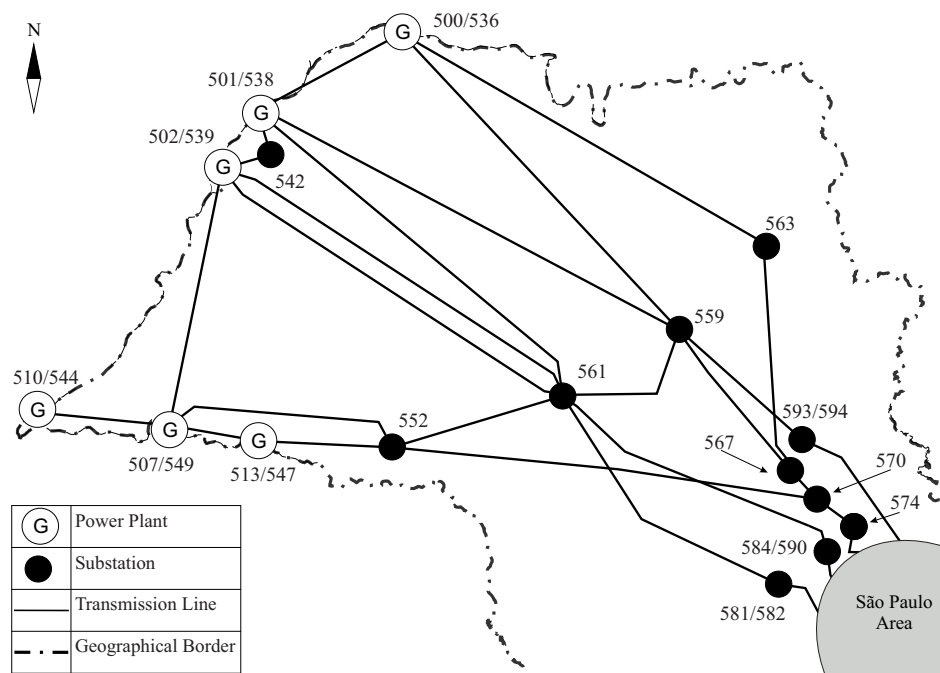 N
500/536
G
501/538
G
502/539
G
542
563
559
510/544
G
561
552
593/594
507/549
G
513/547
G
567
570
574
584/590
581/582
São Paulo
Area
G
Power Plant
Substation
Transmission Line
Geographical Border